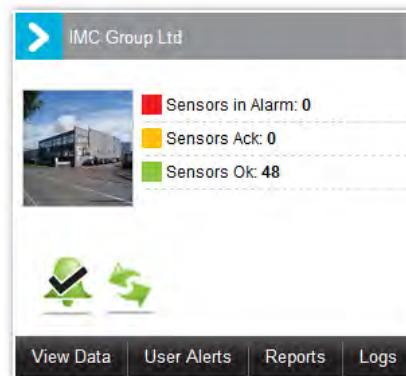 IMC Group Ltd
Sensors in Alarm: 0
Sensors Ack: 0
Sensors Ok: 48
View Data User Alerts Reports Logs